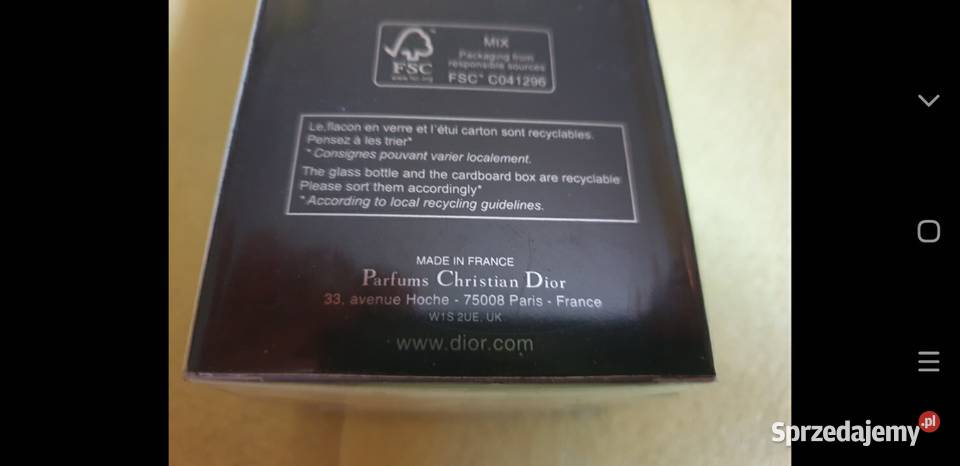 MIX
Packaging from
responsible sources
FSC
www.fsc.org
FSC® C041296
Le flacon en verre et l'étui carton sont recyclables.
Pensez à les trier*
* Consignes pouvant varier localement.
The glass bottle and the cardboard box are recyclable
Please sort them accordingly*
* According to local recycling guidelines.
MADE IN FRANCE
Parfums Christian Dior
33, avenue Hoche - 75008 Paris - France
W1S 2UE, UK
www.dior.com
Sprzedajemy.pl